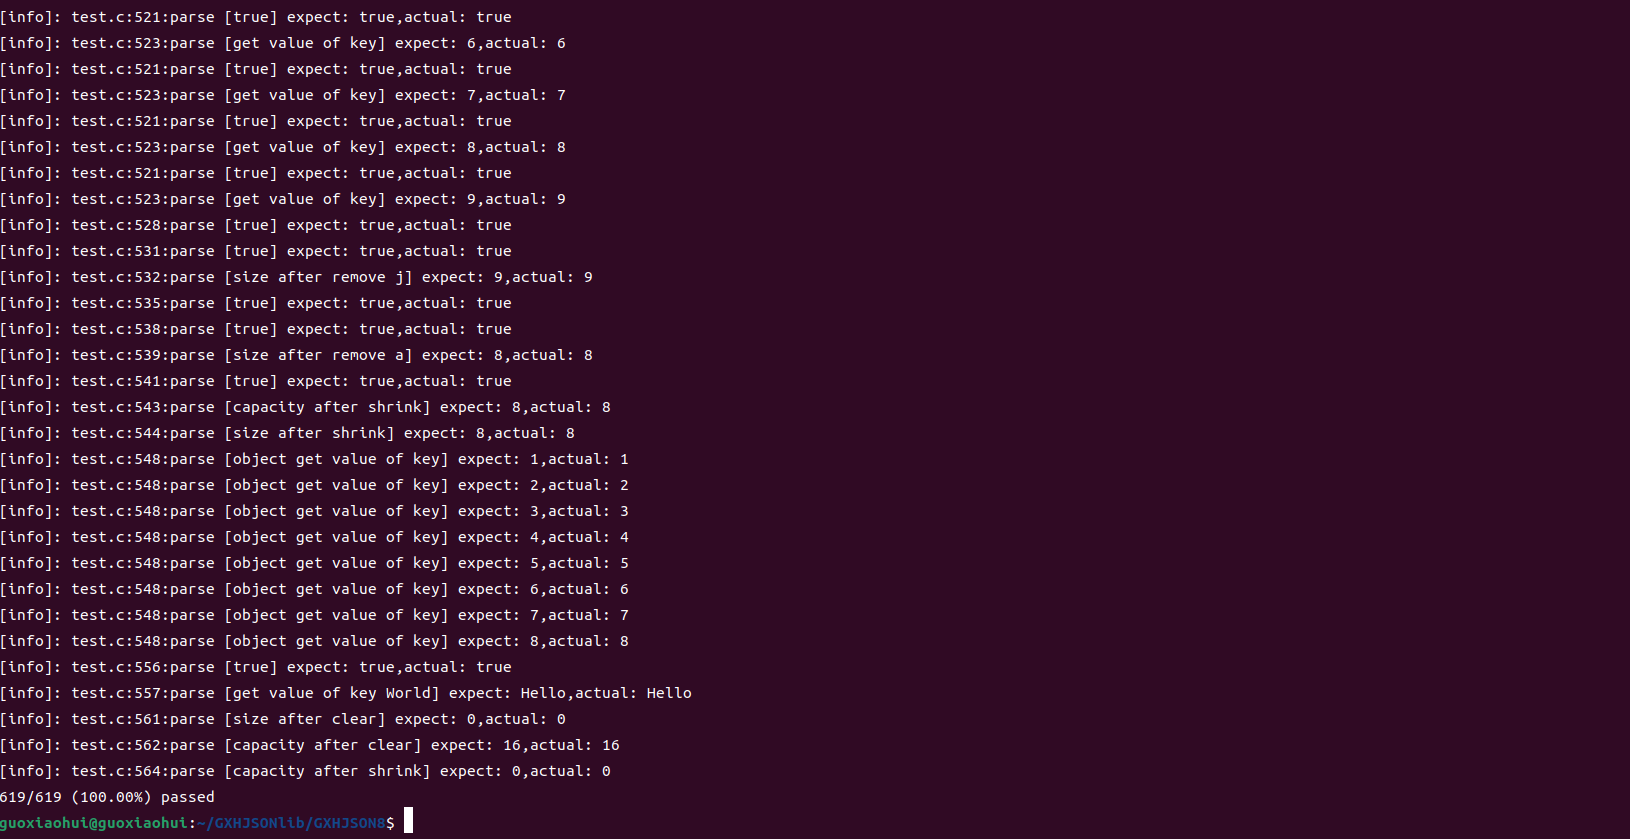 [info]: test.c:521:parse [true] expect: true,actual: true
[info]: test.c:523:parse [get value of key] expect: 6,actual: 6
[info]: test.c:521:parse [true] expect: true,actual: true
[info]: test.c:523:parse [get value of key] expect: 7,actual: 7
[info]: test.c:521:parse [true] expect: true,actual: true
[info]: test.c:523:parse [get value of key] expect: 8,actual: 8
[info]: test.c:521:parse [true] expect: true,actual: true
[info]: test.c:523:parse [get value of key] expect: 9,actual: 9
[info]: test.c:528:parse [true] expect: true,actual: true
[info]: test.c:531:parse [true] expect: true,actual: true
[info]: test.c:532:parse [size after remove j] expect: 9,actual: 9
[info]: test.c:535:parse [true] expect: true,actual: true
[info]: test.c:538:parse [true] expect: true,actual: true
[info]: test.c:539:parse [size after remove a] expect: 8,actual: 8
[info]: test.c:541:parse [true] expect: true,actual: true
[info]: test.c:543:parse [capacity after shrink] expect: 8,actual: 8
[info]: test.c:544:parse [size after shrink] expect: 8,actual: 8
[info]: test.c:548:parse [object get value of key] expect: 1,actual: 1
[info]: test.c:548:parse [object get value of key] expect: 2,actual: 2
[info]: test.c:548:parse [object get value of key] expect: 3,actual: 3
[info]: test.c:548:parse [object get value of key] expect: 4,actual: 4
[info]: test.c:548:parse [object get value of key] expect: 5,actual: 5
[info]: test.c:548:parse [object get value of key] expect: 6,actual: 6
[info]: test.c:548:parse [object get value of key] expect: 7,actual: 7
[info]: test.c:548:parse [object get value of key] expect: 8,actual: 8
[info]: test.c:556:parse [true] expect: true,actual: true
[info]: test.c:557:parse [get value of key World] expect: Hello,actual: Hello
[info]: test.c:561:parse [size after clear] expect: 0,actual: 0
[info]: test.c:562:parse [capacity after clear] expect: 16,actual: 16
[info]: test.c:564:parse [capacity after shrink] expect: 0,actual: 0
619/619 (100.00%) passed
guoxiaohui@guoxiaohui:~/GXHJSONlib/GXHJSON8$